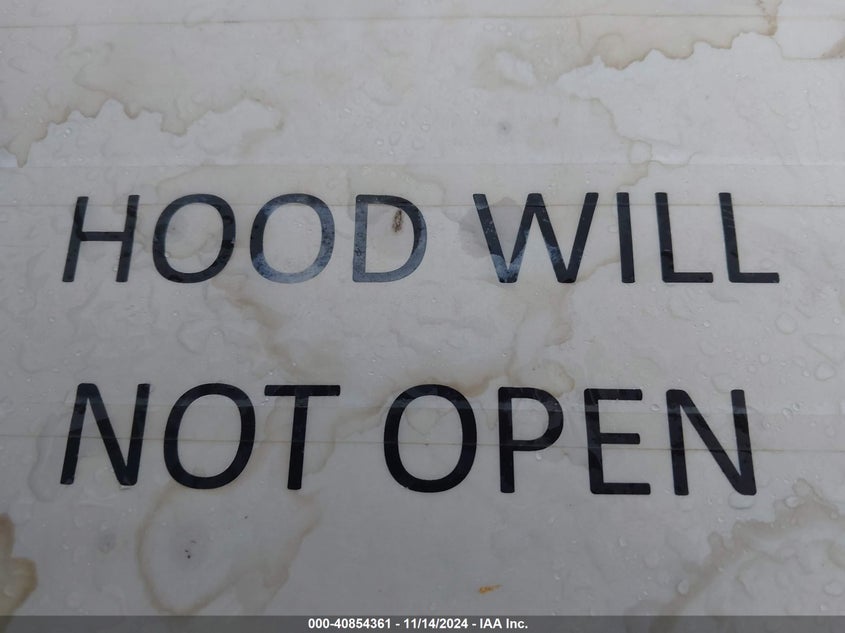 HOOD WILL
NOT OPEN
000-40854361 - 11/14/2024 - IAA Inc.